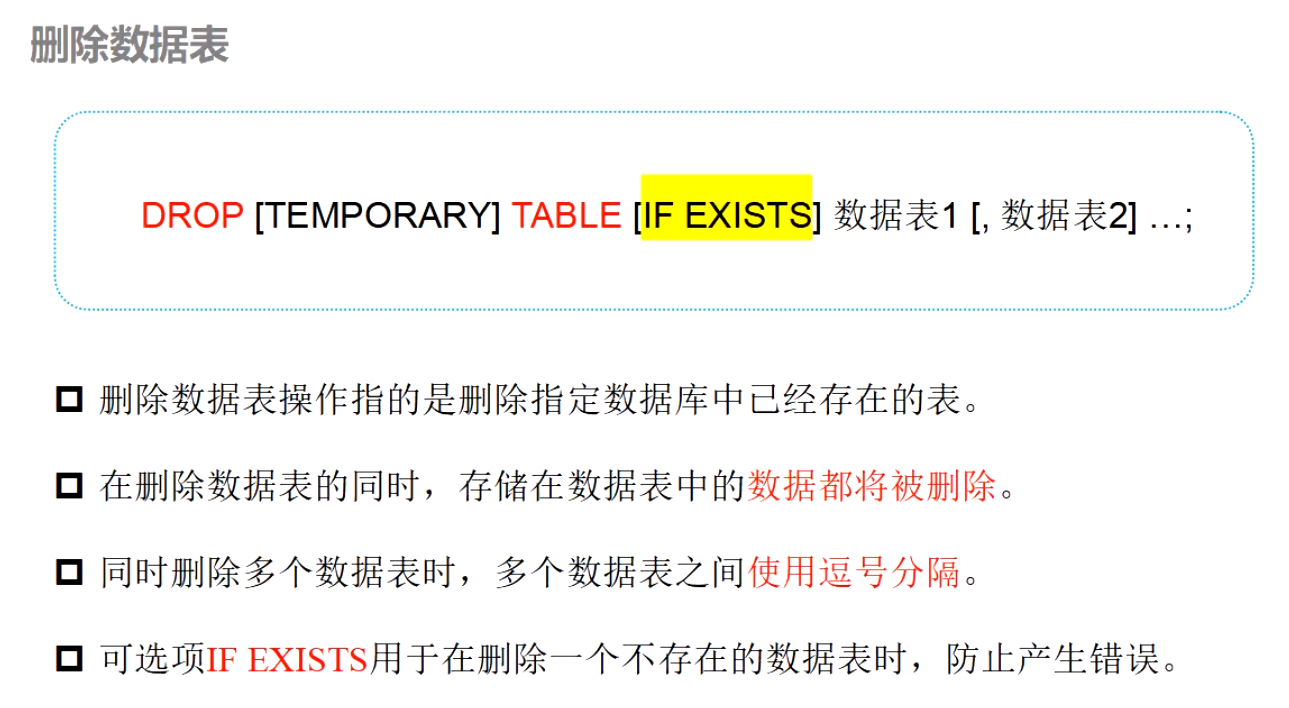 删除数据表
DROP [TEMPORARY] TABLE [IF EXISTS] 数据表1 [, 数据表2] …;
删除数据表操作指的是删除指定数据库中已经存在的表。
在删除数据表的同时，存储在数据表中的数据都将被删除。
同时删除多个数据表时，多个数据表之间使用逗号分隔。
可选项IF EXISTS用于在删除一个不存在的数据表时，防止产生错误。